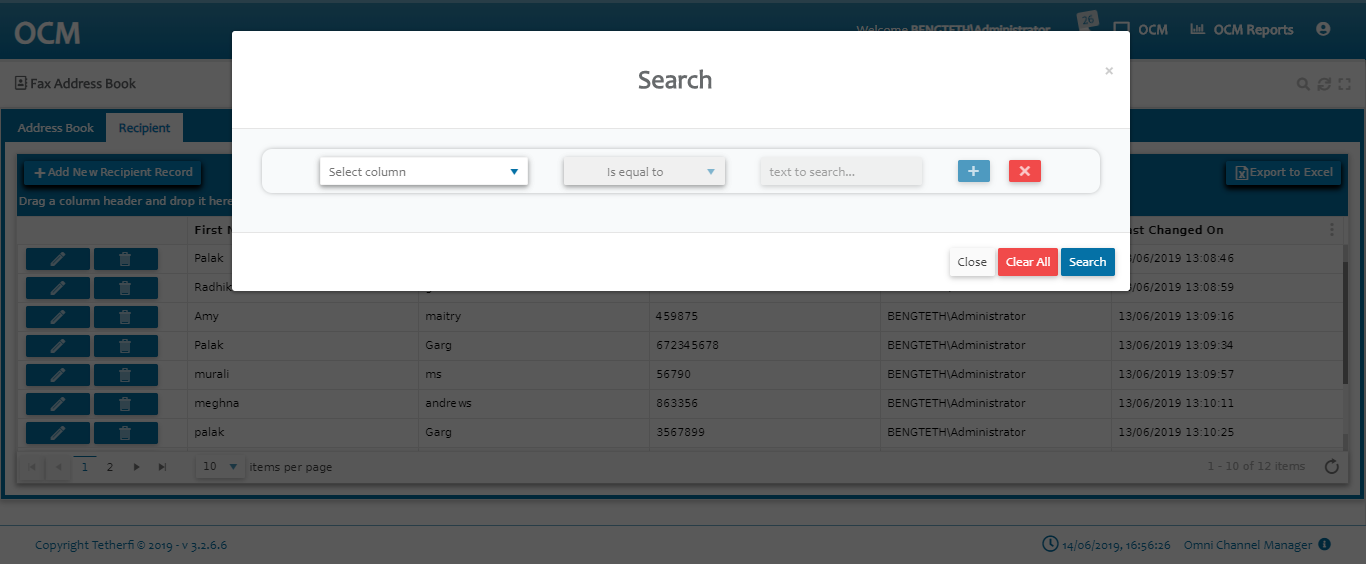 OCM
Welcome BENGTETH\Administrator
26
OCM
OCM Reports
Fax Address Book
Search
×
Address Book
Recipient
Select column
Is equal to
text to search...
Add New Recipient Record
Export to Excel
Drag a column header and drop it here
Close
Clear All
Search
First
Changed On
Palak 13/06/2019 13:08:46
Radhik 13/06/2019 13:08:59
Amy maitry 459875 BENGTETH\Administrator 13/06/2019 13:09:16
Palak Garg 672345678 BENGTETH\Administrator 13/06/2019 13:09:34
murali ms 56790 BENGTETH\Administrator 13/06/2019 13:09:57
meghna andrews 863356 BENGTETH\Administrator 13/06/2019 13:10:11
palak Garg 3567899 BENGTETH\Administrator 13/06/2019 13:10:25
1 2 10 items per page
1 - 10 of 12 items
Copyright Tetherfi © 2019 - v 3.2.6.6
14/06/2019, 16:56:26 Omni Channel Manager